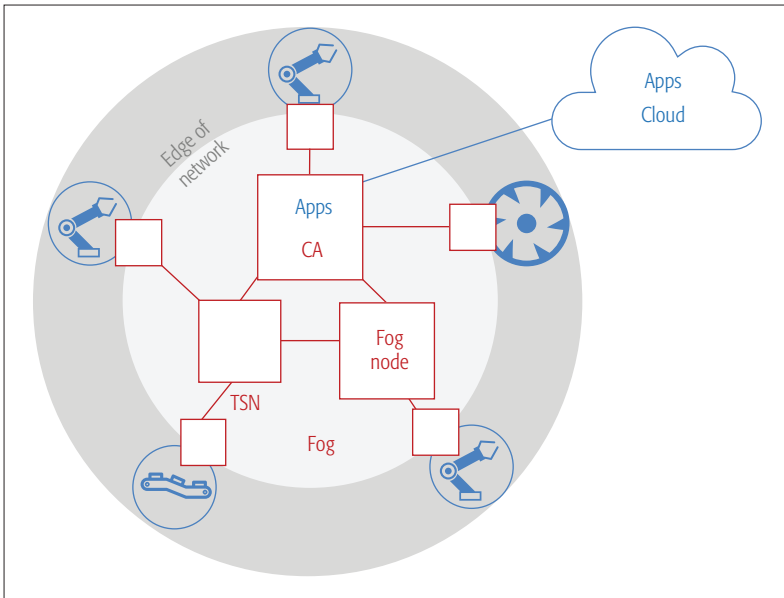 Apps
Cloud
Edge of
network
Apps
CA
Fog
node
TSN
Fog